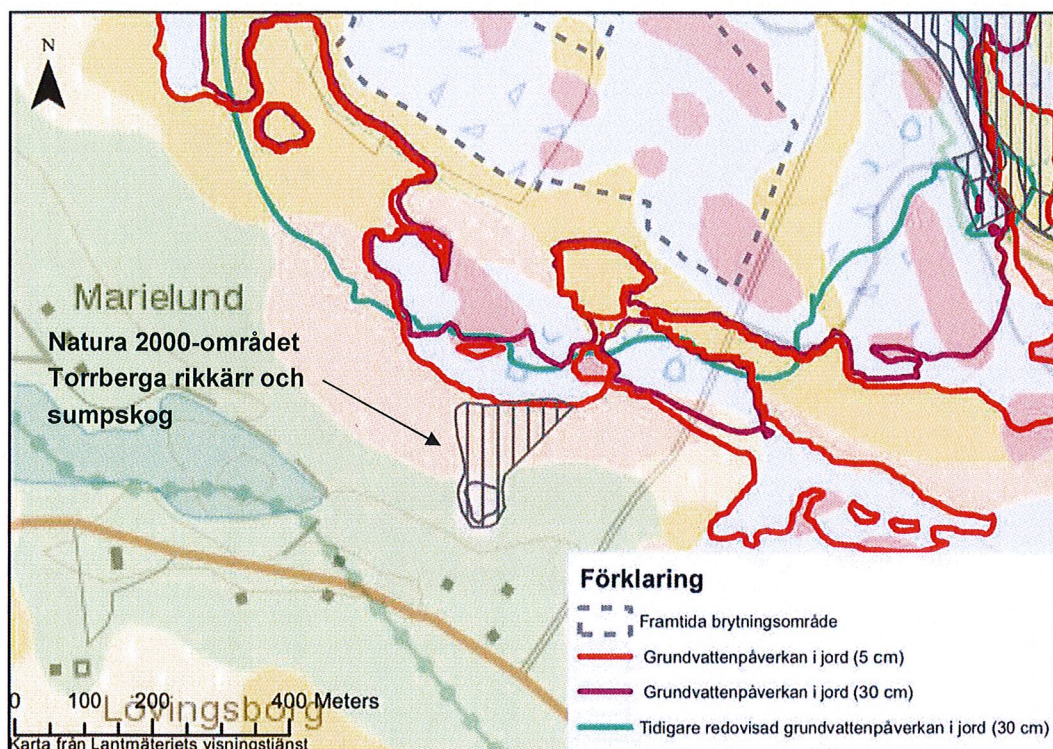 N
Marielund
Natura 2000-området
Torrberga rikkärr och
sumpskog
Förklaring
Framtida brytningsområde
Grundvattenpåverkan i jord (5 cm)
Grundvattenpåverkan i jord (30 cm)
Tidigare redovisad grundvattenpåverkan i jord (30 cm)
0 100 200 400 Meters
Lovingsborg
Karta från Lantmäteriets visningstjänst